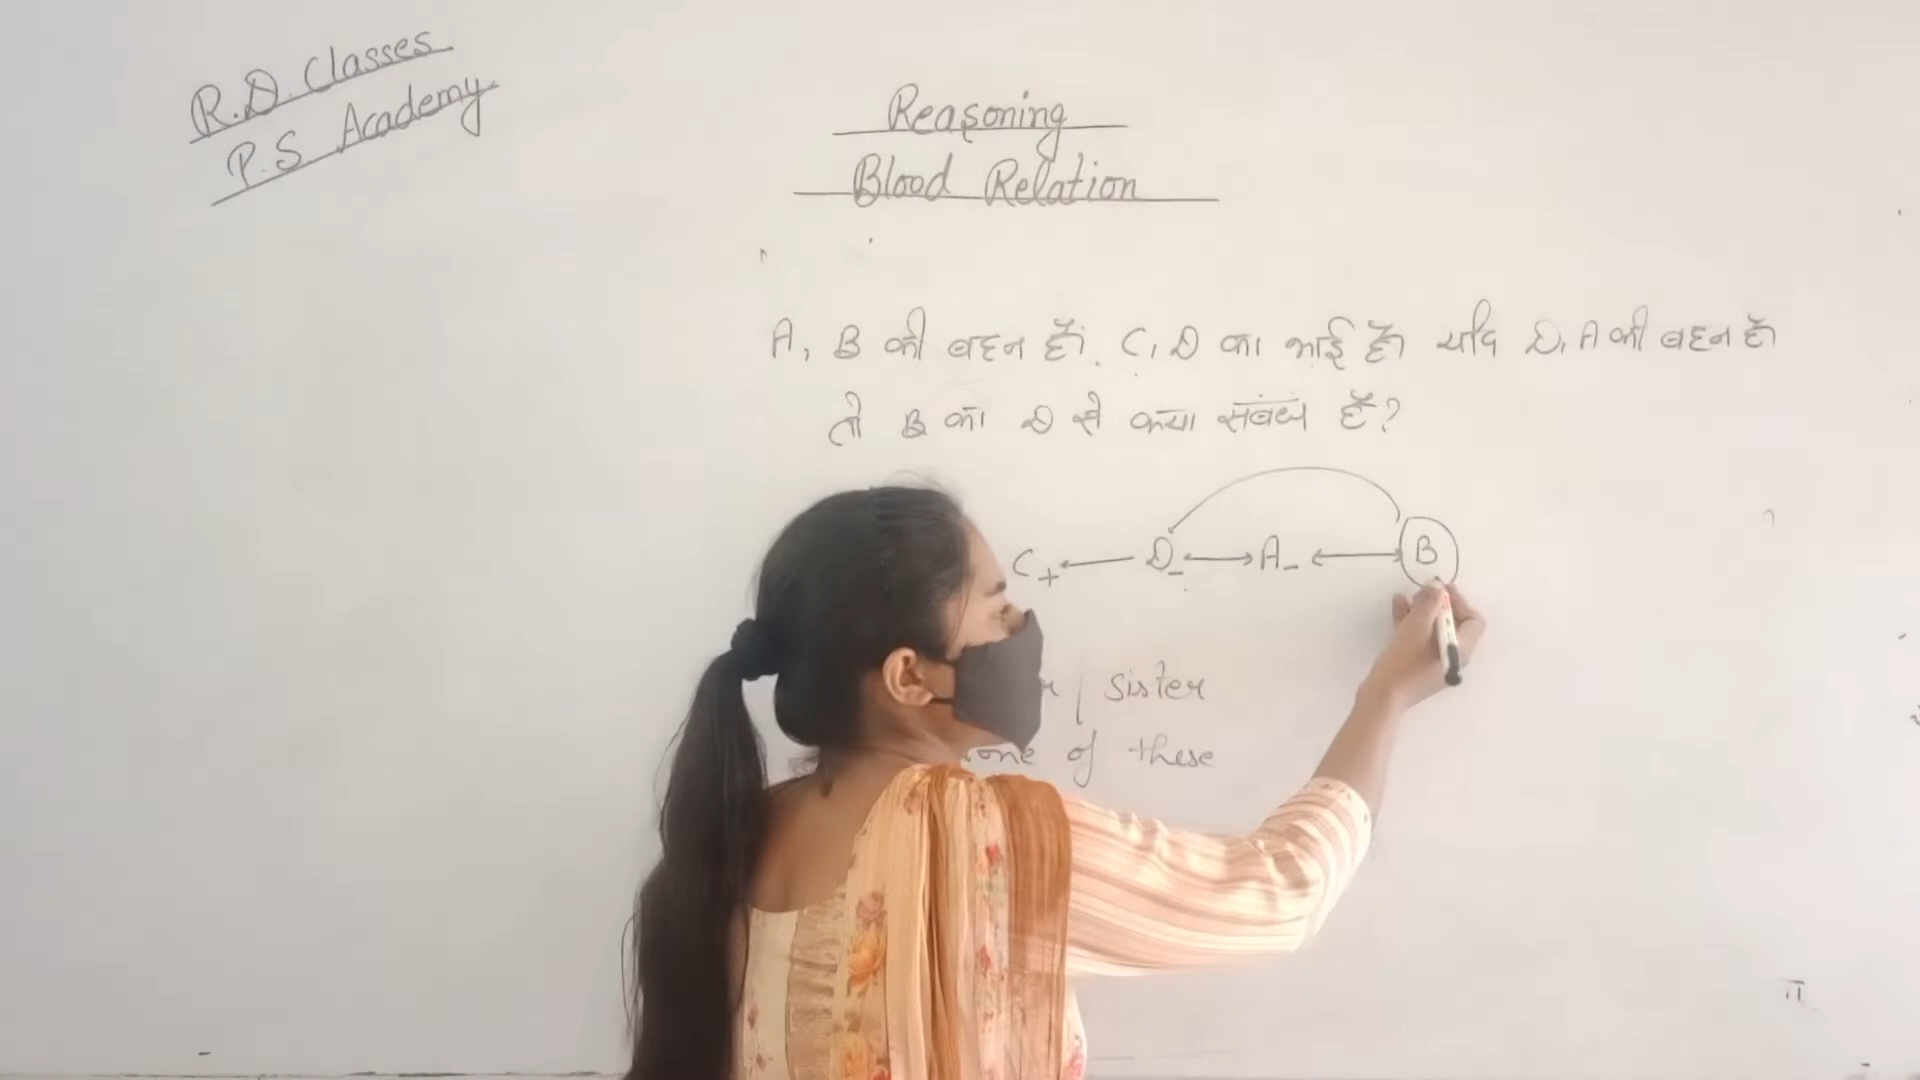 R.D. Classes
P.S. Academy
Reasoning
Blood Relation
A, B की बहन है। C, D का भाई है। यदि D, A की बहन है
तो B का D से क्या संबंध है?
C+ D- A- B
sister
of these